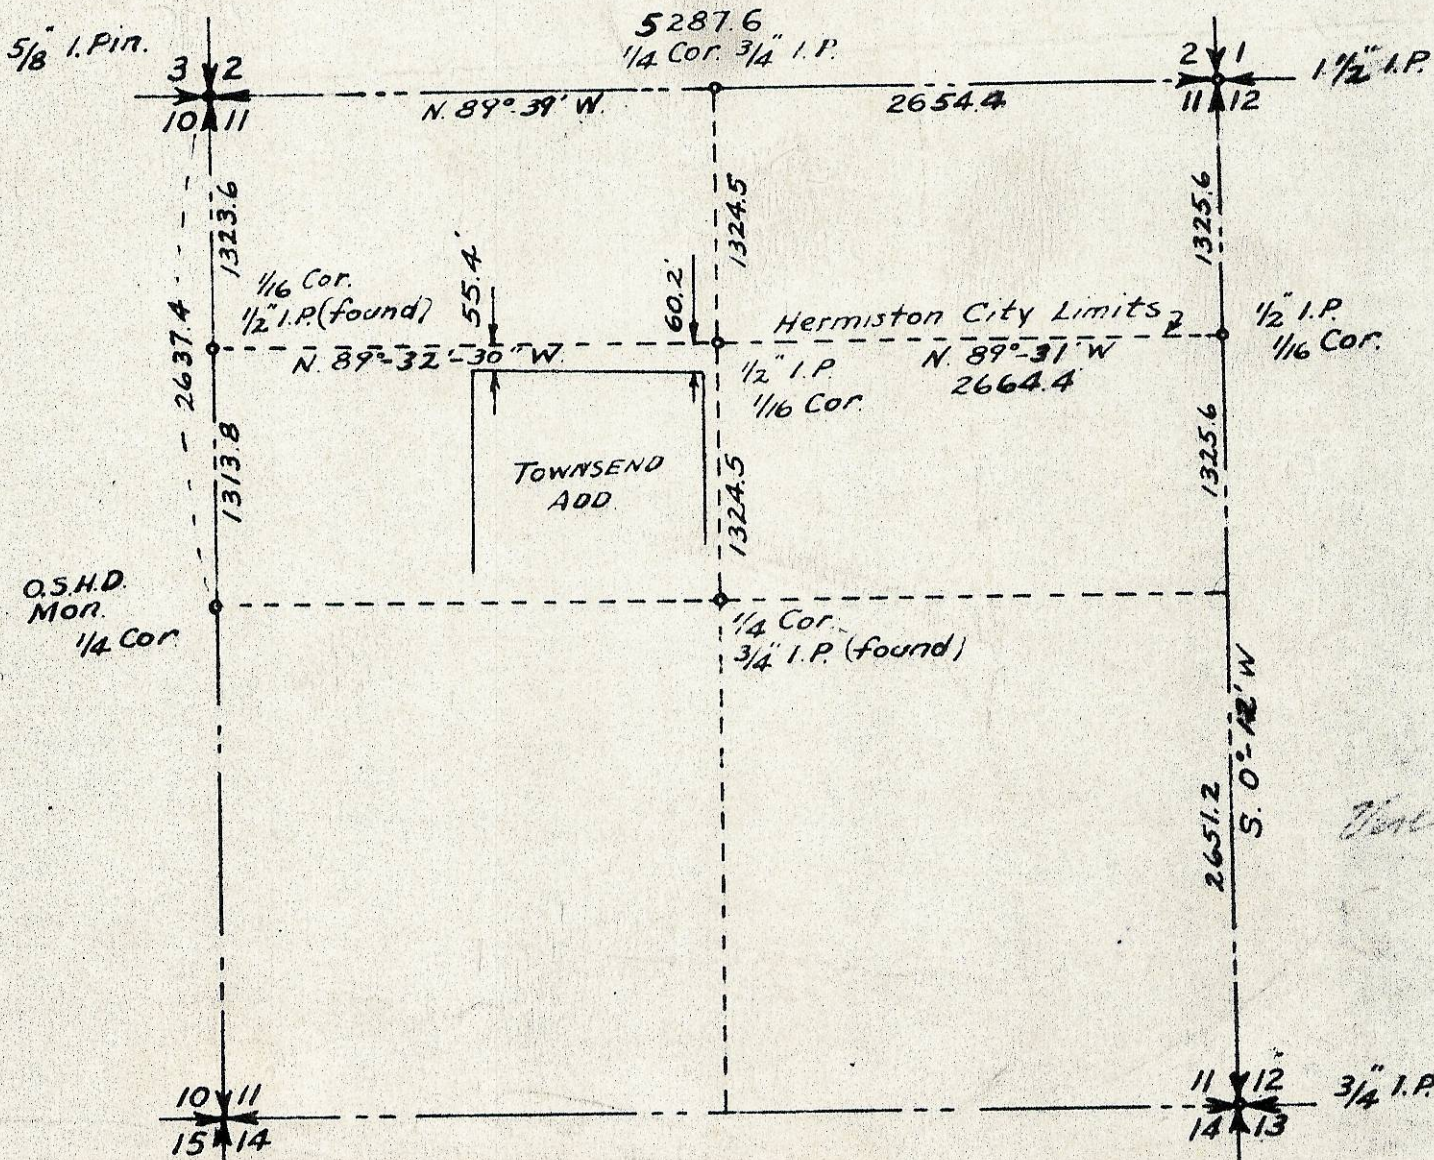 5287.6
5/8" I.Pin.
1/4 Cor. 3/4" I.P.
3 2
2 1
1 1/2" I.P.
10 11
N. 89°-39' W.
2654.4
11 12
1323.6
1324.5
1325.6
2637.4
1/16 Cor.
1/2" I.P. (found)
55.4'
60.2'
Hermiston City Limits
1/2" I.P.
1/16 Cor.
N. 89°-32'-30" W.
N. 89°-31' W
2664.4
1/2" I.P.
1/16 Cor.
1313.8
TOWNSEND
ADD
1324.5
1325.6
O.S.H.D.
Mon.
1/4 Cor.
1/4 Cor.
3/4" I.P. (found)
2651.2
S. 0°-12' W
10 11
15 14
11 12
14 13
3/4" I.P.